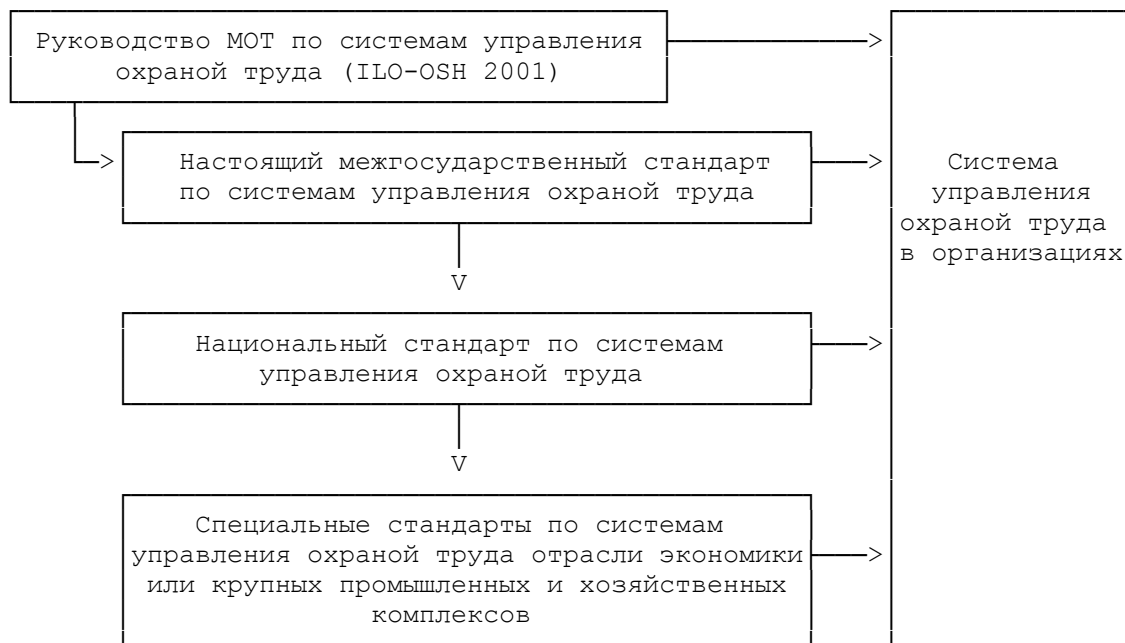 Руководство МОТ по системам управления
охраной труда (ILO-OSH 2001)
Настоящий межгосударственный стандарт
по системам управления охраной труда
Национальный стандарт по системам
управления охраной труда
Специальные стандарты по системам
управления охраной труда отрасли экономики
или крупных промышленных и хозяйственных
комплексов
Система
управления
охраной труда
в организациях